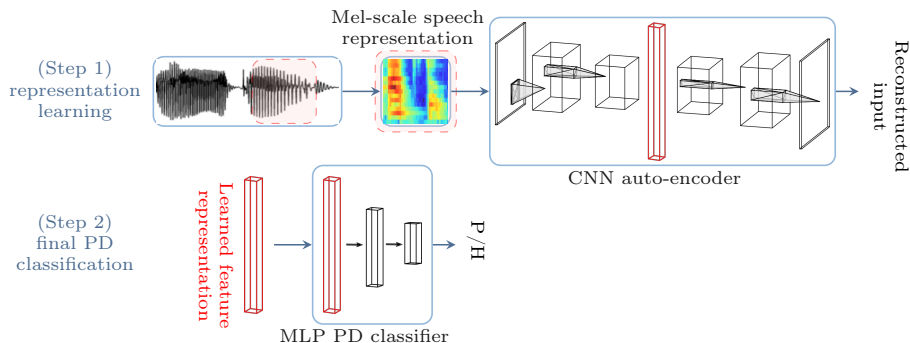 (Step 1)
representation
learning
Mel-scale speech
representation
CNN auto-encoder
Reconstructed
input
(Step 2)
final PD
classification
Learned feature
representation
MLP PD classifier
P/H